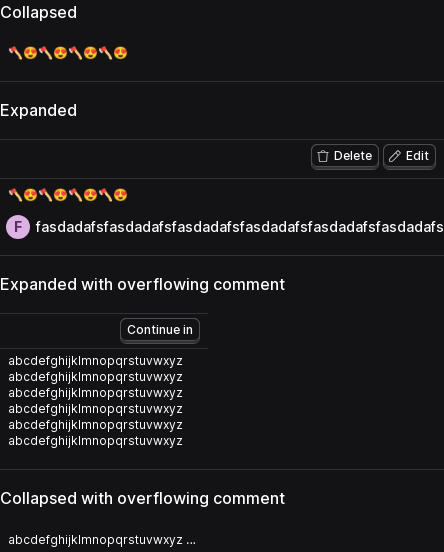 Collapsed
🪓😍🪓😍🪓😍🪓😍
Expanded
Delete Edit
🪓😍🪓😍🪓😍🪓😍
F fasdadafsfasdadafsfasdadafsfasdadafsfasdadafsfasdadafs
Expanded with overflowing comment
Continue in
abcdefghijklmnopqrstuvwxyz
abcdefghijklmnopqrstuvwxyz
abcdefghijklmnopqrstuvwxyz
abcdefghijklmnopqrstuvwxyz
abcdefghijklmnopqrstuvwxyz
abcdefghijklmnopqrstuvwxyz
Collapsed with overflowing comment
abcdefghijklmnopqrstuvwxyz ...